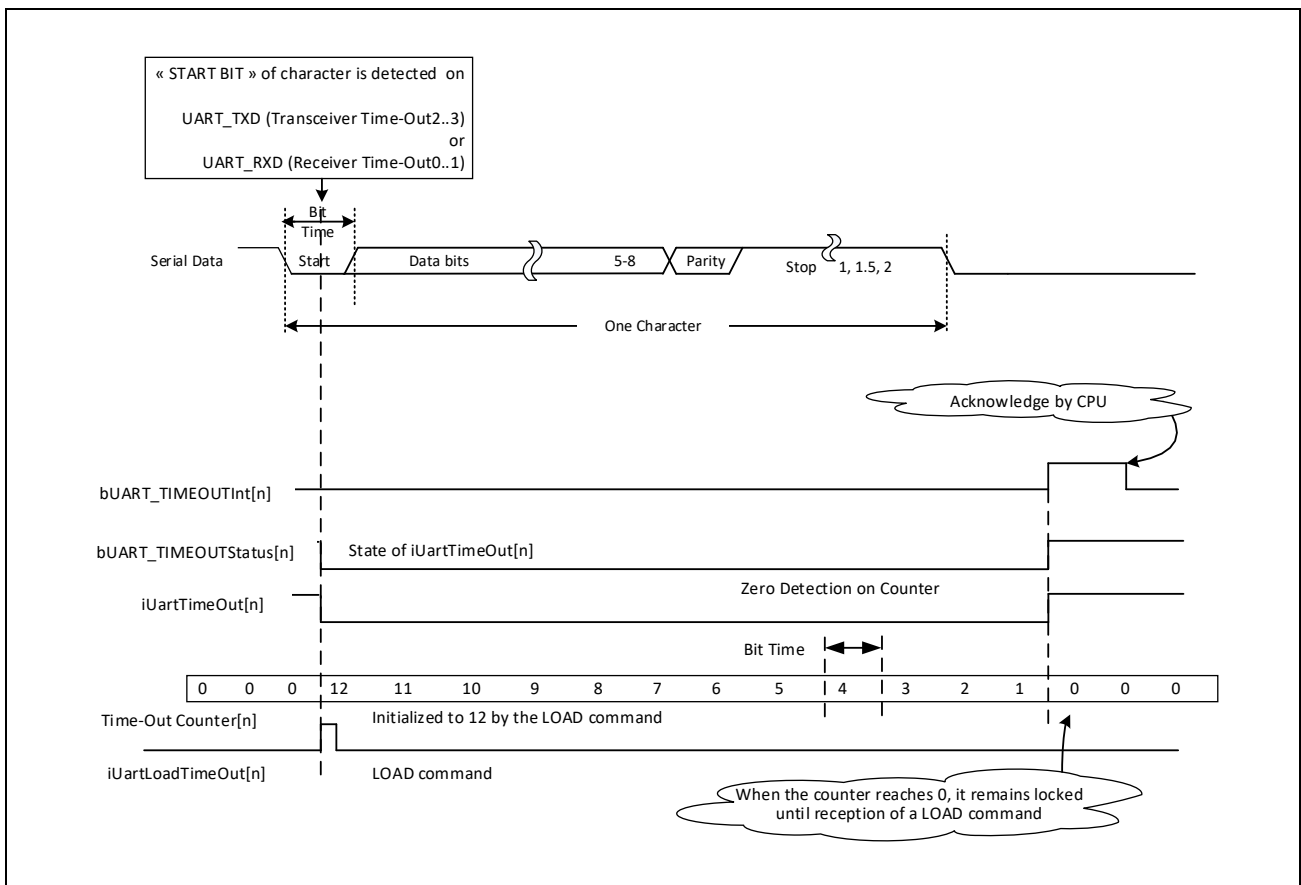 « START BIT » of character is detected on
UART_TXD (Transceiver Time-Out2..3)
or
UART_RXD (Receiver Time-Out0..1)
Bit
Time
Serial Data
Start
Data bits
5-8
Parity
Stop
1, 1.5, 2
One Character
Acknowledge by CPU
bUART_TIMEOUTInt[n]
bUART_TIMEOUTStatus[n]
State of iUartTimeOut[n]
Zero Detection on Counter
iUartTimeOut[n]
Bit Time
0 0 0 12 11 10 9 8 7 6 5 4 3 2 1 0 0 0
Time-Out Counter[n]
Initialized to 12 by the LOAD command
iUartLoadTimeOut[n]
LOAD command
When the counter reaches 0, it remains locked
until reception of a LOAD command